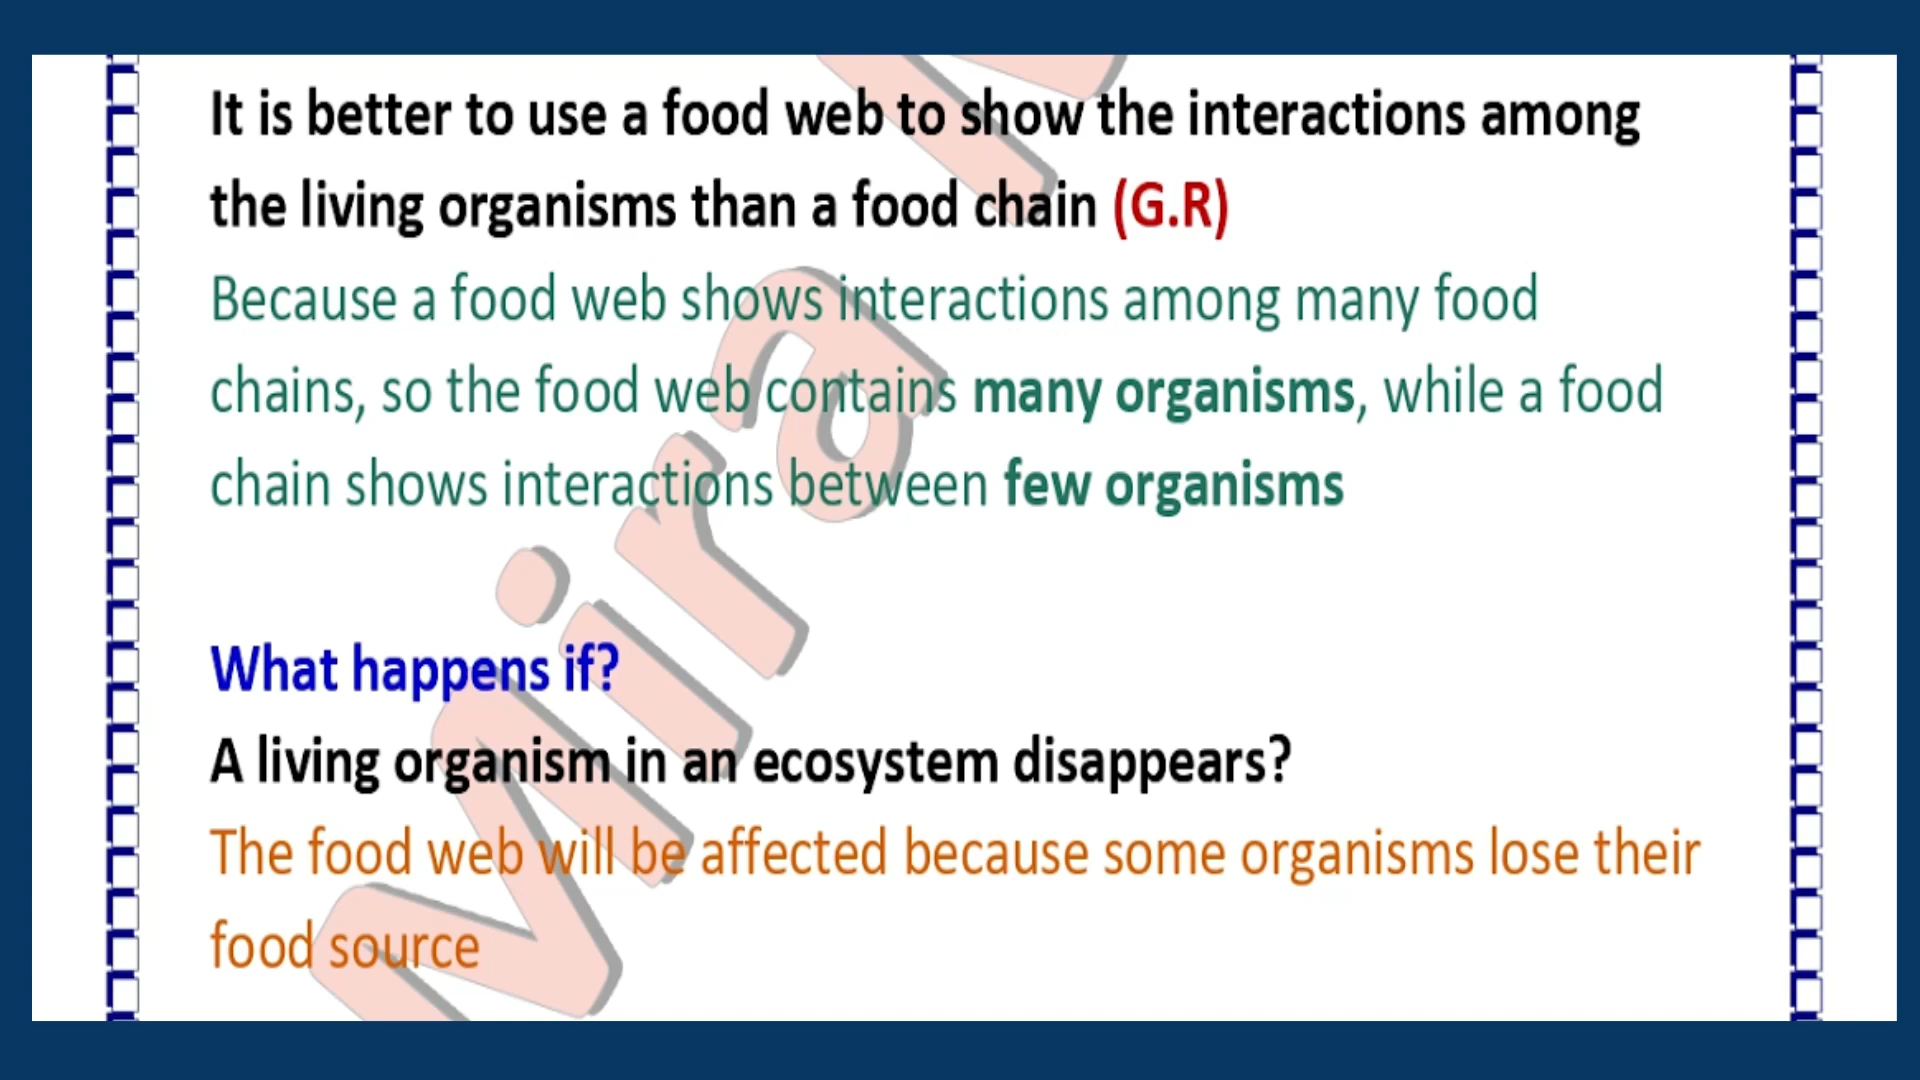 It is better to use a food web to show the interactions among
the living organisms than a food chain (G.R)
Because a food web shows interactions among many food
chains, so the food web contains many organisms, while a food
chain shows interactions between few organisms
What happens if?
A living organism in an ecosystem disappears?
The food web will be affected because some organisms lose their
food source
Mira